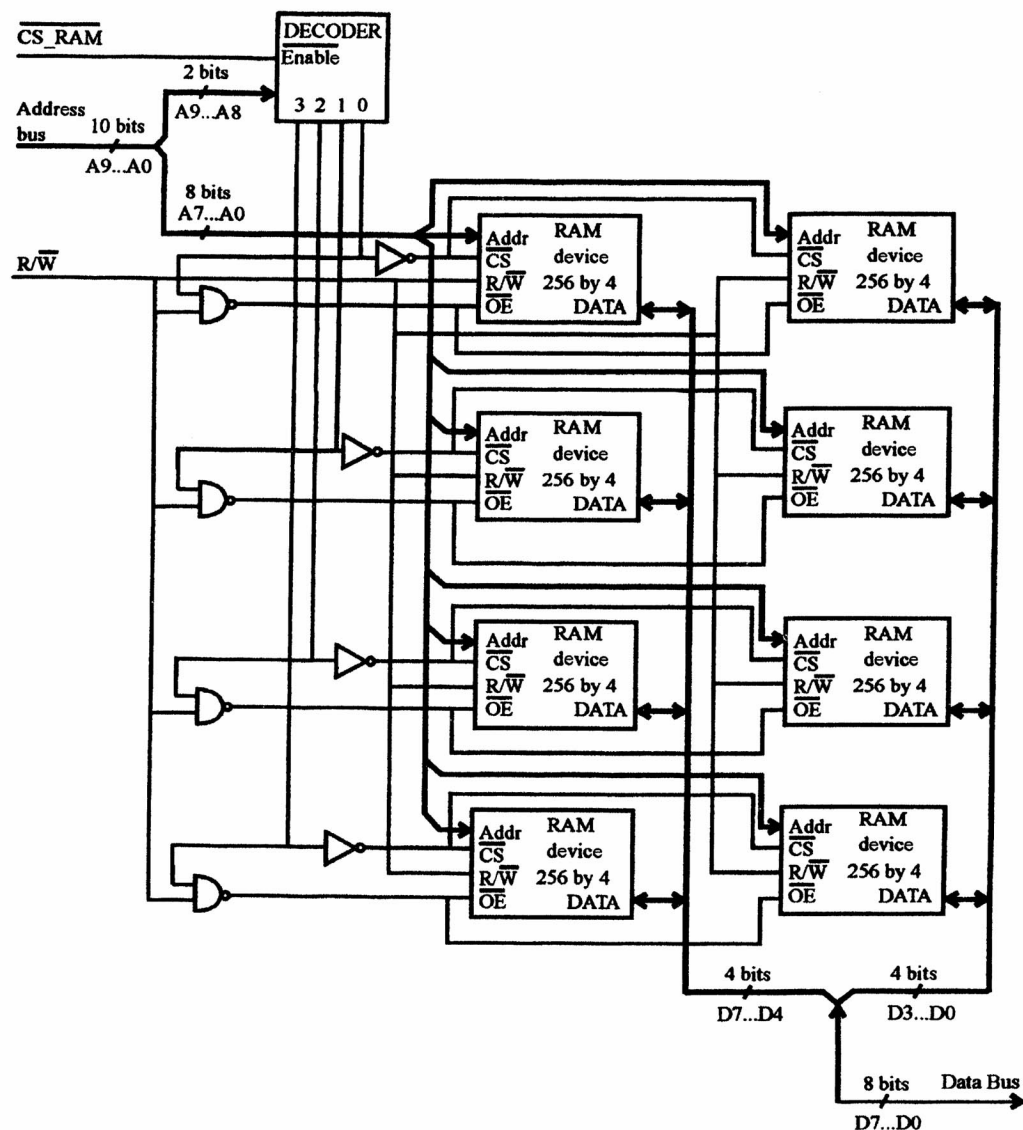 CS_RAM
DECODER
Enable
3 2 1 0
2 bits
A9...A8
Address
bus
10 bits
A9...A0
8 bits
A7...A0
R/W
Addr
CS
R/W
OE
RAM
device
256 by 4
DATA
Addr
CS
R/W
OE
RAM
device
256 by 4
DATA
Addr
CS
R/W
OE
RAM
device
256 by 4
DATA
Addr
CS
R/W
OE
RAM
device
256 by 4
DATA
Addr
CS
R/W
OE
RAM
device
256 by 4
DATA
Addr
CS
R/W
OE
RAM
device
256 by 4
DATA
Addr
CS
R/W
OE
RAM
device
256 by 4
DATA
Addr
CS
R/W
OE
RAM
device
256 by 4
DATA
4 bits
D7...D4
4 bits
D3...D0
8 bits
D7...D0
Data Bus